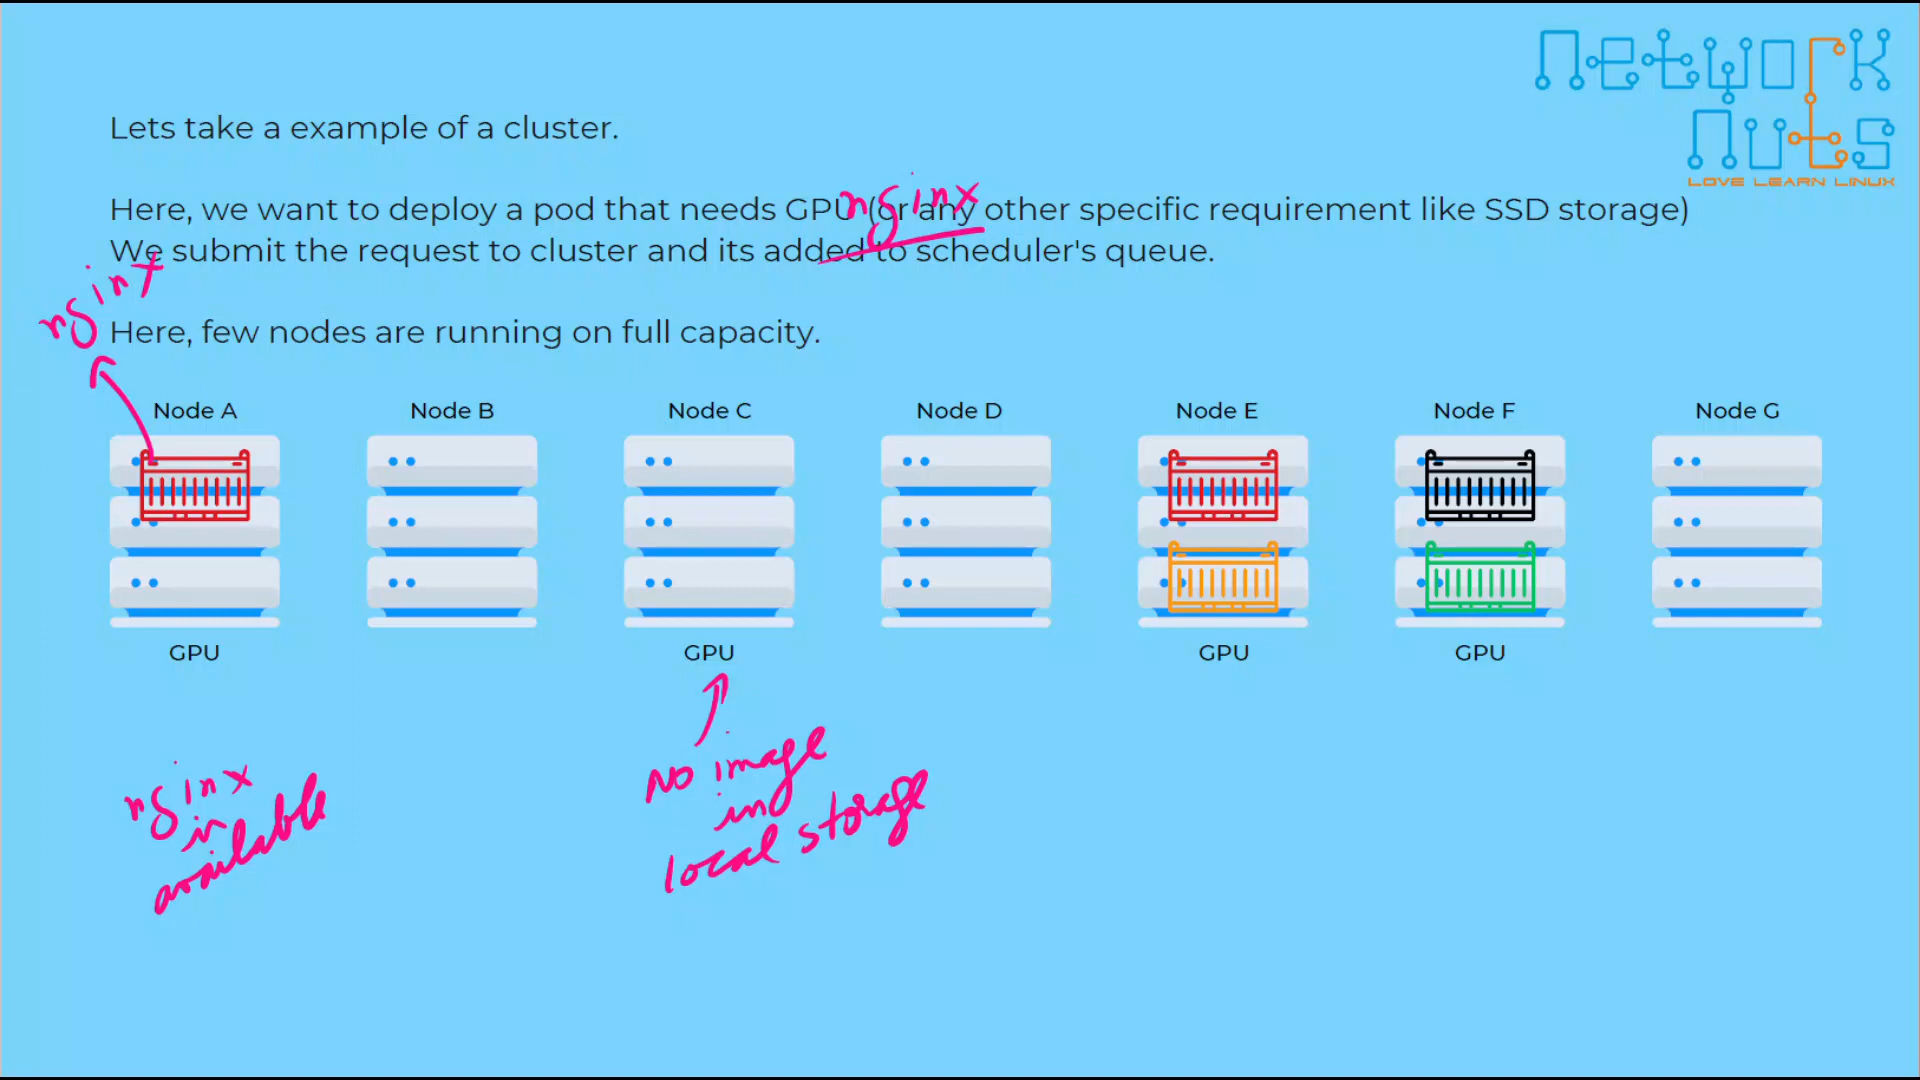 Network
Nuts
LOVE LEARN LINUX
Lets take a example of a cluster.
nginx
Here, we want to deploy a pod that needs GPU (or any other specific requirement like SSD storage)
We submit the request to cluster and its added to scheduler's queue.
nginx
Here, few nodes are running on full capacity.
Node A Node B Node C Node D Node E Node F Node G
GPU GPU GPU GPU
nginx
is
available
No image
in
local storage